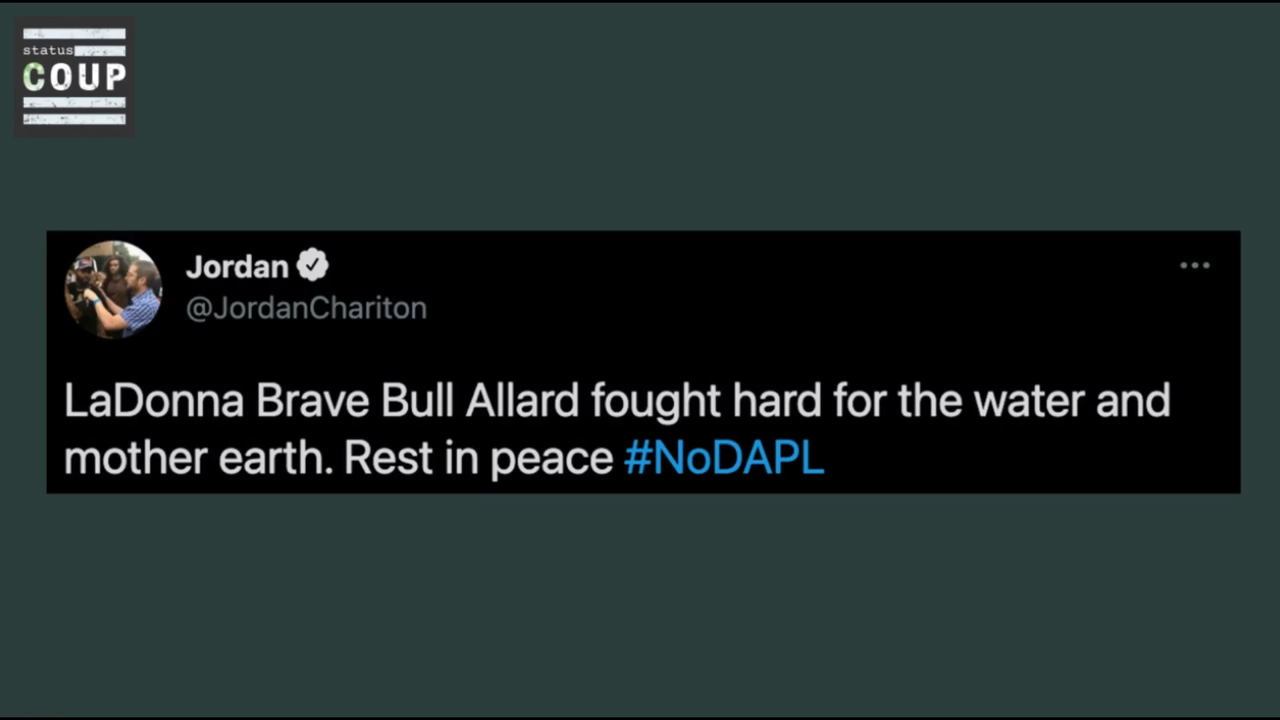 status
COUP
Jordan
@JordanChariton
LaDonna Brave Bull Allard fought hard for the water and
mother earth. Rest in peace #NoDAPL